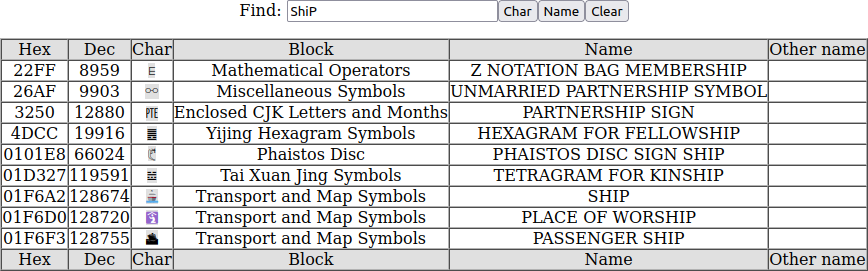 Find: ShiP Char Name Clear
Hex Dec Char Block Name Other name
22FF 8959 ⋿ Mathematical Operators Z NOTATION BAG MEMBERSHIP
26AF 9903 ⚯ Miscellaneous Symbols UNMARRIED PARTNERSHIP SYMBOL
3250 12880 ㉐ Enclosed CJK Letters and Months PARTNERSHIP SIGN
4DCC 19916 ䷌ Yijing Hexagram Symbols HEXAGRAM FOR FELLOWSHIP
0101E8 66024 𐇨 Phaistos Disc PHAISTOS DISC SIGN SHIP
01D327 119591 𝌧 Tai Xuan Jing Symbols TETRAGRAM FOR KINSHIP
01F6A2 128674 🚢 Transport and Map Symbols SHIP
01F6D0 128720 🛐 Transport and Map Symbols PLACE OF WORSHIP
01F6F3 128755 🛳 Transport and Map Symbols PASSENGER SHIP
Hex Dec Char Block Name Other name